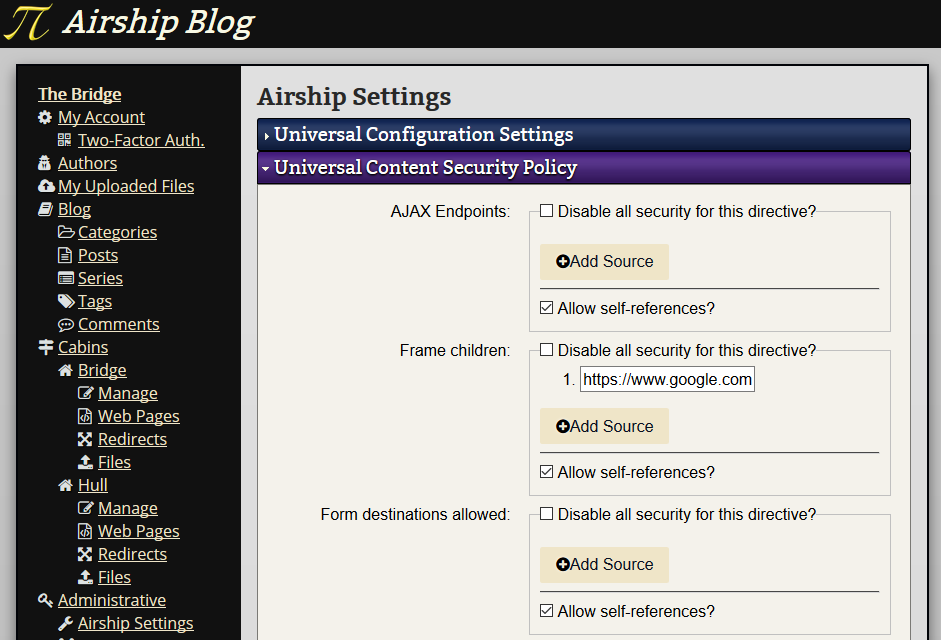 π Airship Blog
The Bridge
My Account
Two-Factor Auth.
Authors
My Uploaded Files
Blog
Categories
Posts
Series
Tags
Comments
Cabins
Bridge
Manage
Web Pages
Redirects
Files
Hull
Manage
Web Pages
Redirects
Files
Administrative
Airship Settings
Airship Settings
Universal Configuration Settings
Universal Content Security Policy
AJAX Endpoints:
Disable all security for this directive?
Add Source
Allow self-references?
Frame children:
Disable all security for this directive?
1. https://www.google.com
Add Source
Allow self-references?
Form destinations allowed:
Disable all security for this directive?
Add Source
Allow self-references?